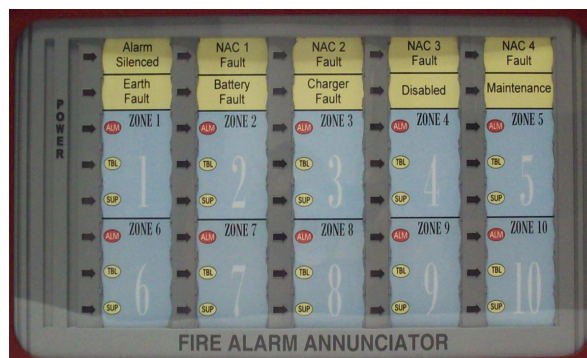 Alarm Silenced
NAC 1 Fault
NAC 2 Fault
NAC 3 Fault
NAC 4 Fault
Earth Fault
Battery Fault
Charger Fault
Disabled
Maintenance
POWER
ZONE 1
ALM
1
TBL
SUP
ZONE 2
ALM
2
TBL
SUP
ZONE 3
ALM
3
TBL
SUP
ZONE 4
ALM
4
TBL
SUP
ZONE 5
ALM
5
TBL
SUP
ZONE 6
ALM
6
TBL
SUP
ZONE 7
ALM
7
TBL
SUP
ZONE 8
ALM
8
TBL
SUP
ZONE 9
ALM
9
TBL
SUP
ZONE 10
ALM
10
TBL
SUP
FIRE ALARM ANNUNCIATOR